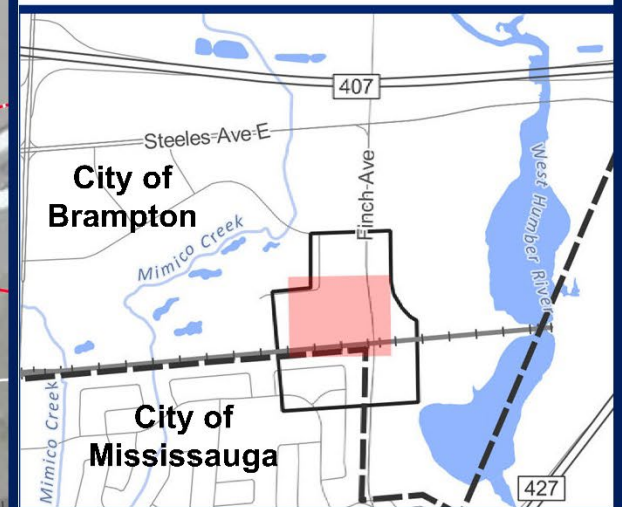 407
Steeles Ave E
Finch Ave
City of
Brampton
Mimico Creek
West Humber River
City of
Mississauga
Mimico Creek
427